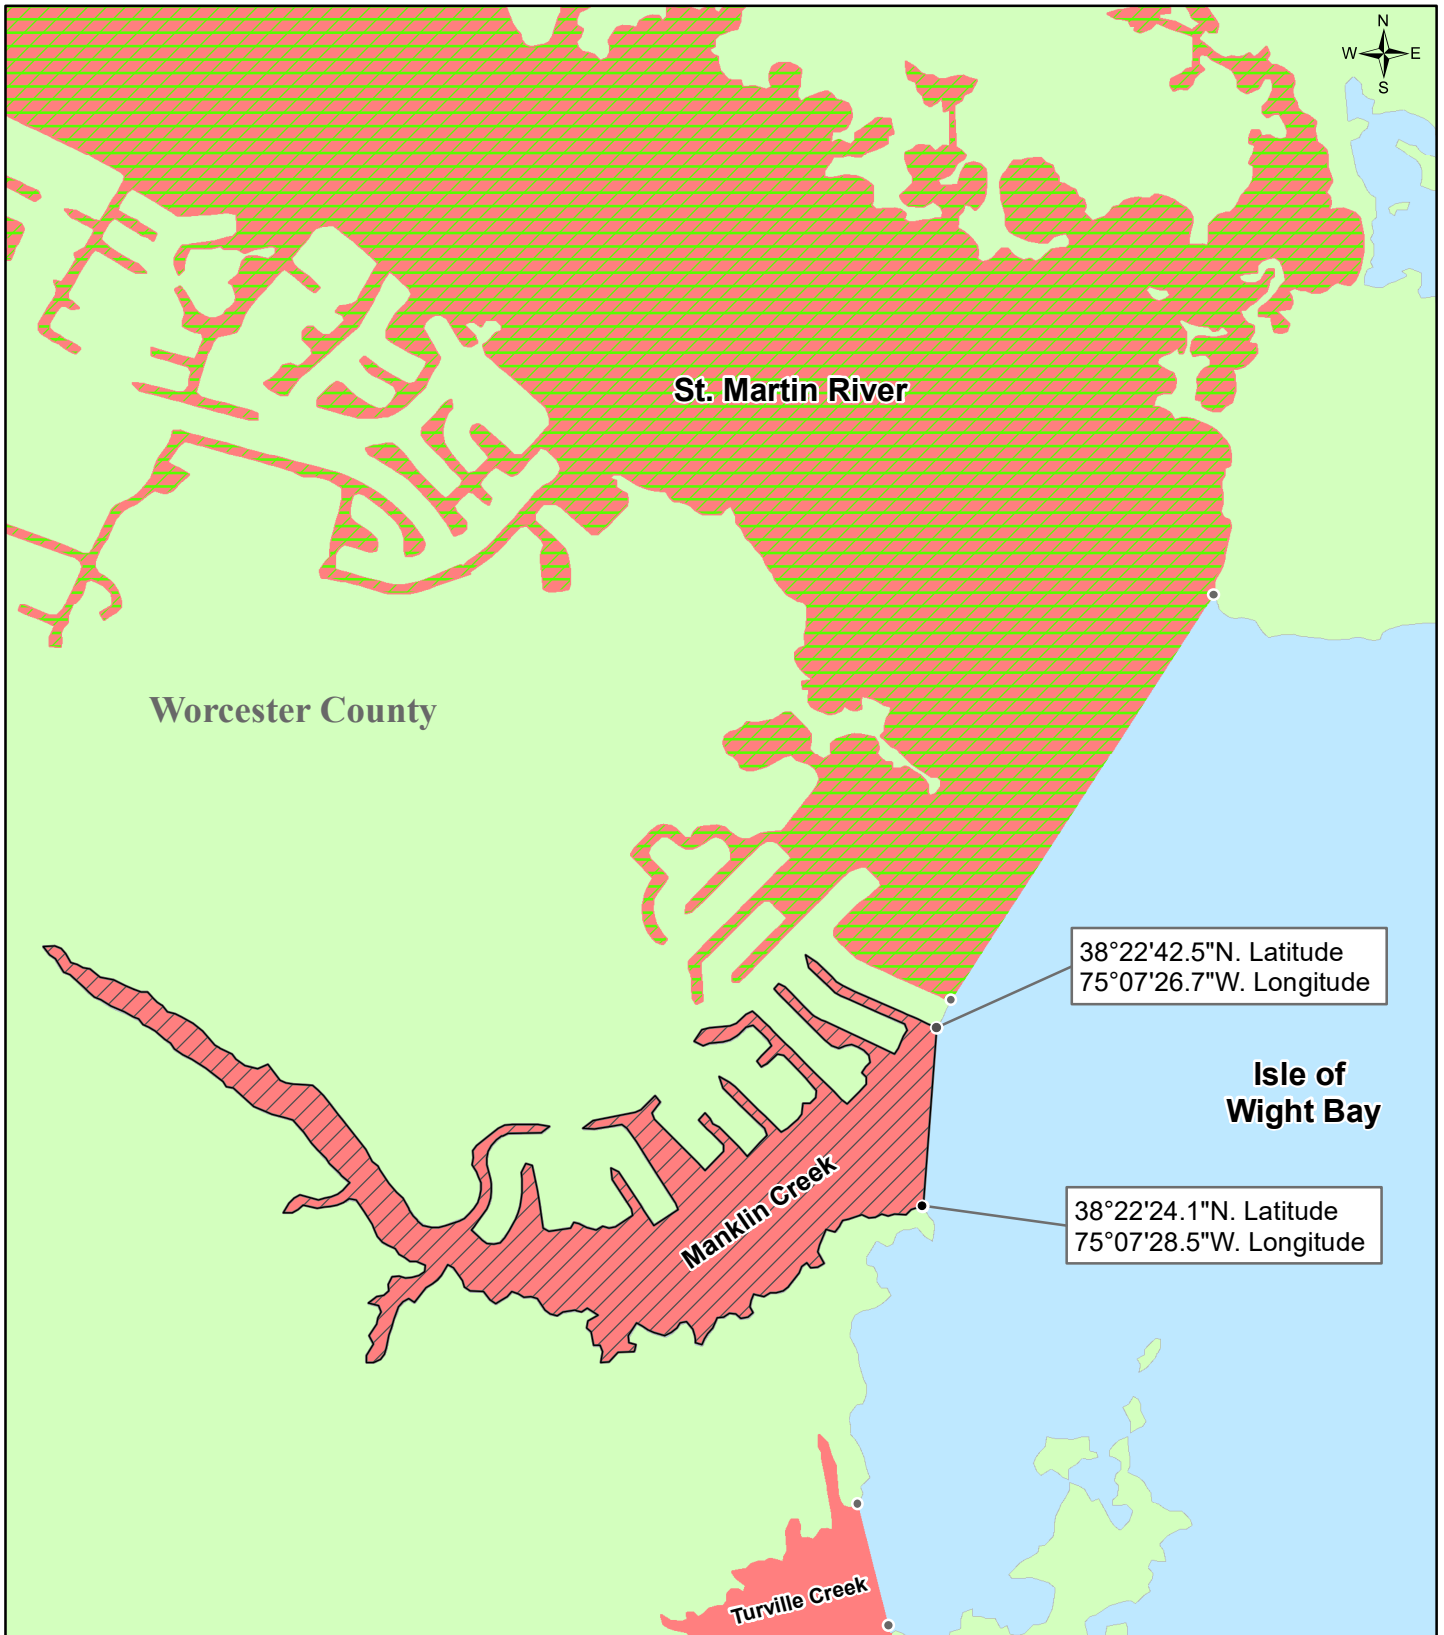 N
W E
S
St. Martin River
Worcester County
38°22'42.5"N. Latitude
75°07'26.7"W. Longitude
Isle of
Wight Bay
Manklin Creek
38°22'24.1"N. Latitude
75°07'28.5"W. Longitude
Turville Creek